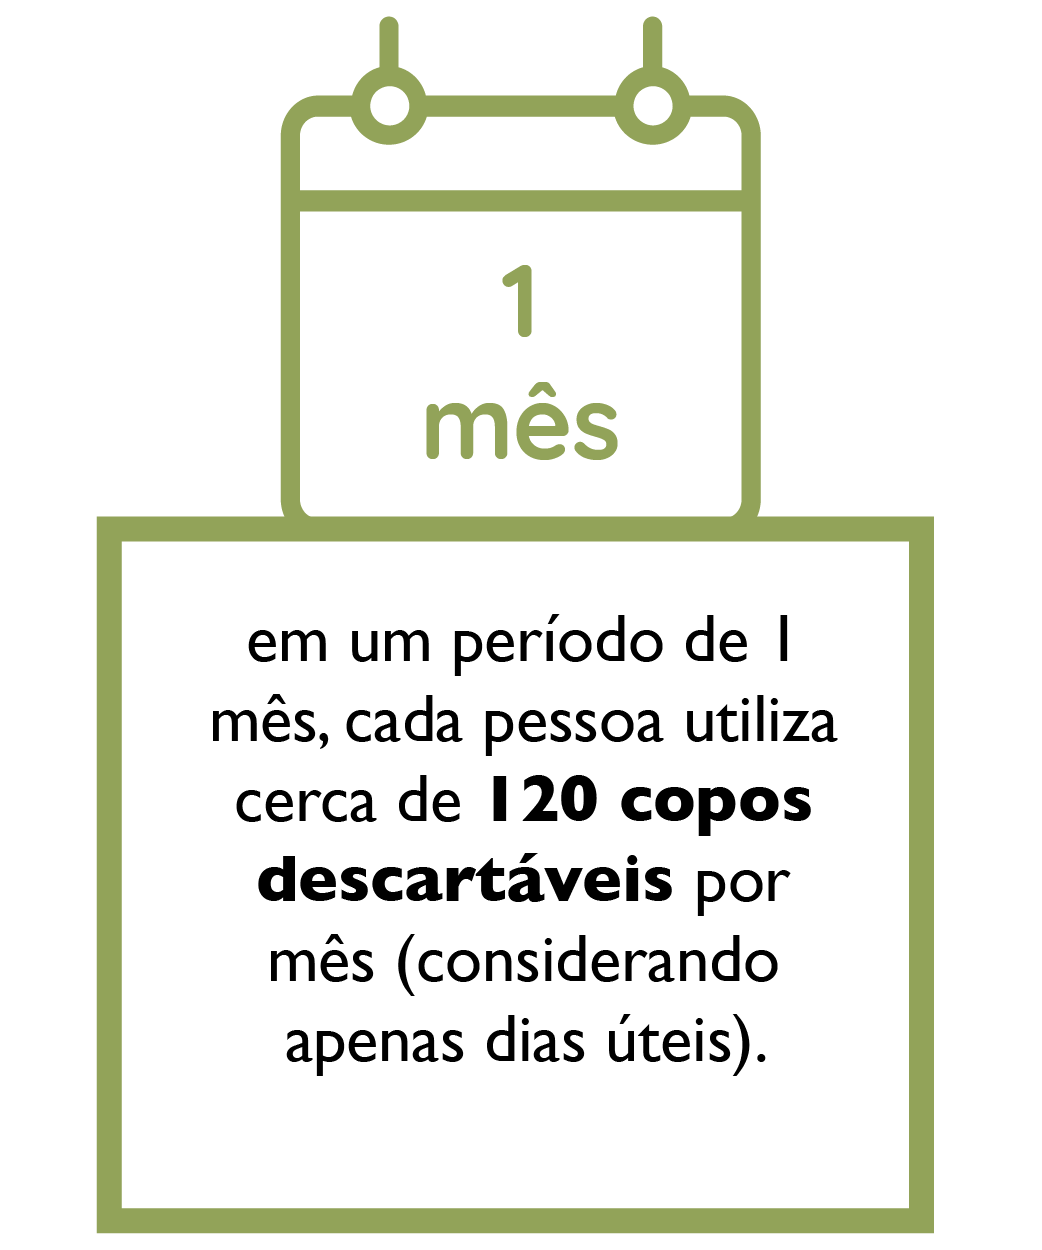 1
mês
em um período de 1
mês, cada pessoa utiliza
cerca de 120 copos
descartáveis por
mês (considerando
apenas dias úteis).